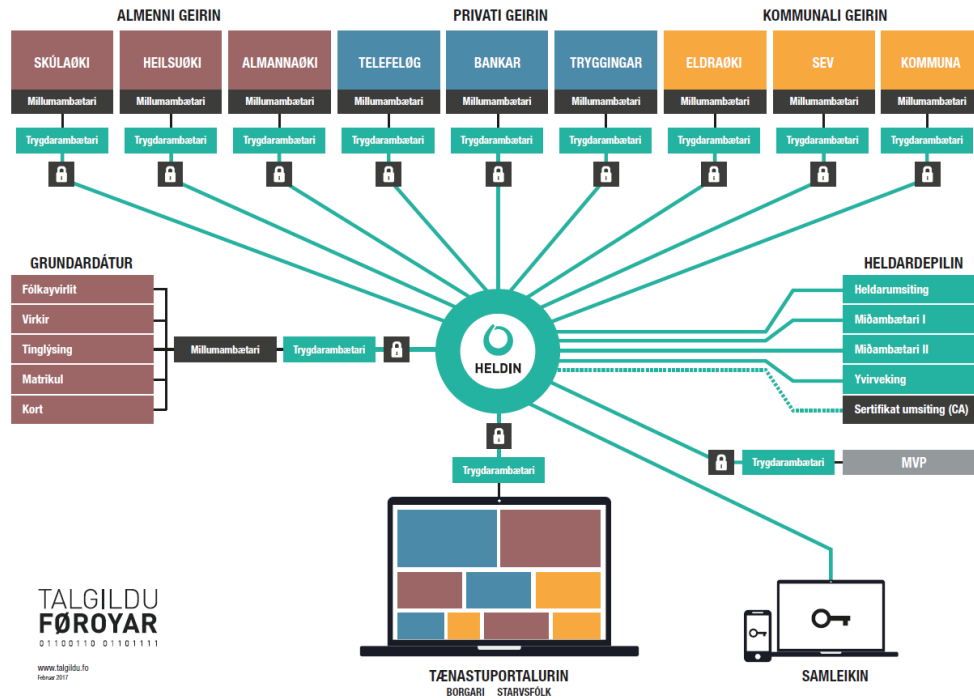 ALMENNI GEIRIN
PRIVATI GEIRIN
KOMMUNALI GEIRIN
SKÚLAØKI
HEILSUØKI
ALMANNAØKI
TELEFELØG
BANKAR
TRYGGINGAR
ELDRAØKI
SEV
KOMMUNA
Millumambætari
Millumambætari
Millumambætari
Millumambætari
Millumambætari
Millumambætari
Millumambætari
Millumambætari
Millumambætari
Trygdarambætari
Trygdarambætari
Trygdarambætari
Trygdarambætari
Trygdarambætari
Trygdarambætari
Trygdarambætari
Trygdarambætari
Trygdarambætari
GRUNDARDÁTUR
Fólkayvirlit
Virkir
Tinglýsing
Matrikul
Kort
Millumambætari
Trygdarambætari
HELDIN
HELDARDEPILIN
Heldarumsiting
Miðambætari I
Miðambætari II
Yvirveking
Sertifikat umsiting (CA)
Trygdarambætari
MVP
Trygdarambætari
TÆNASTUPORTALURIN
BORGARI STARVSFÓLK
SAMLEIKIN
TALGILDU
FØROYAR
01100110 01101111
www.talgildu.fo
Februar 2017